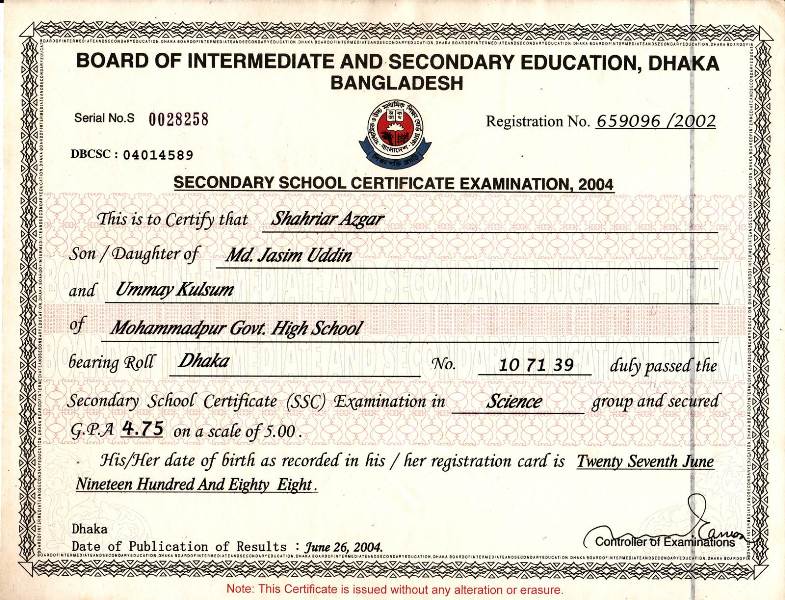 BOARD OF INTERMEDIATE AND SECONDARY EDUCATION, DHAKA
BANGLADESH
Serial No.S 0028258
Registration No. 659096 /2002
DBCSC : 04014589
SECONDARY SCHOOL CERTIFICATE EXAMINATION, 2004
This is to Certify that Shahriar Azgar
Son / Daughter of Md. Jasim Uddin
and Ummay Kulsum
of Mohammadpur Govt. High School
bearing Roll Dhaka No. 10 71 39 duly passed the
Secondary School Certificate (SSC) Examination in Science group and secured
G.P.A 4.75 on a scale of 5.00.
His/Her date of birth as recorded in his / her registration card is Twenty Seventh June
Nineteen Hundred And Eighty Eight.
Dhaka
Date of Publication of Results : June 26, 2004.
Controller of Examinations
Note: This Certificate is issued without any alteration or erasure.